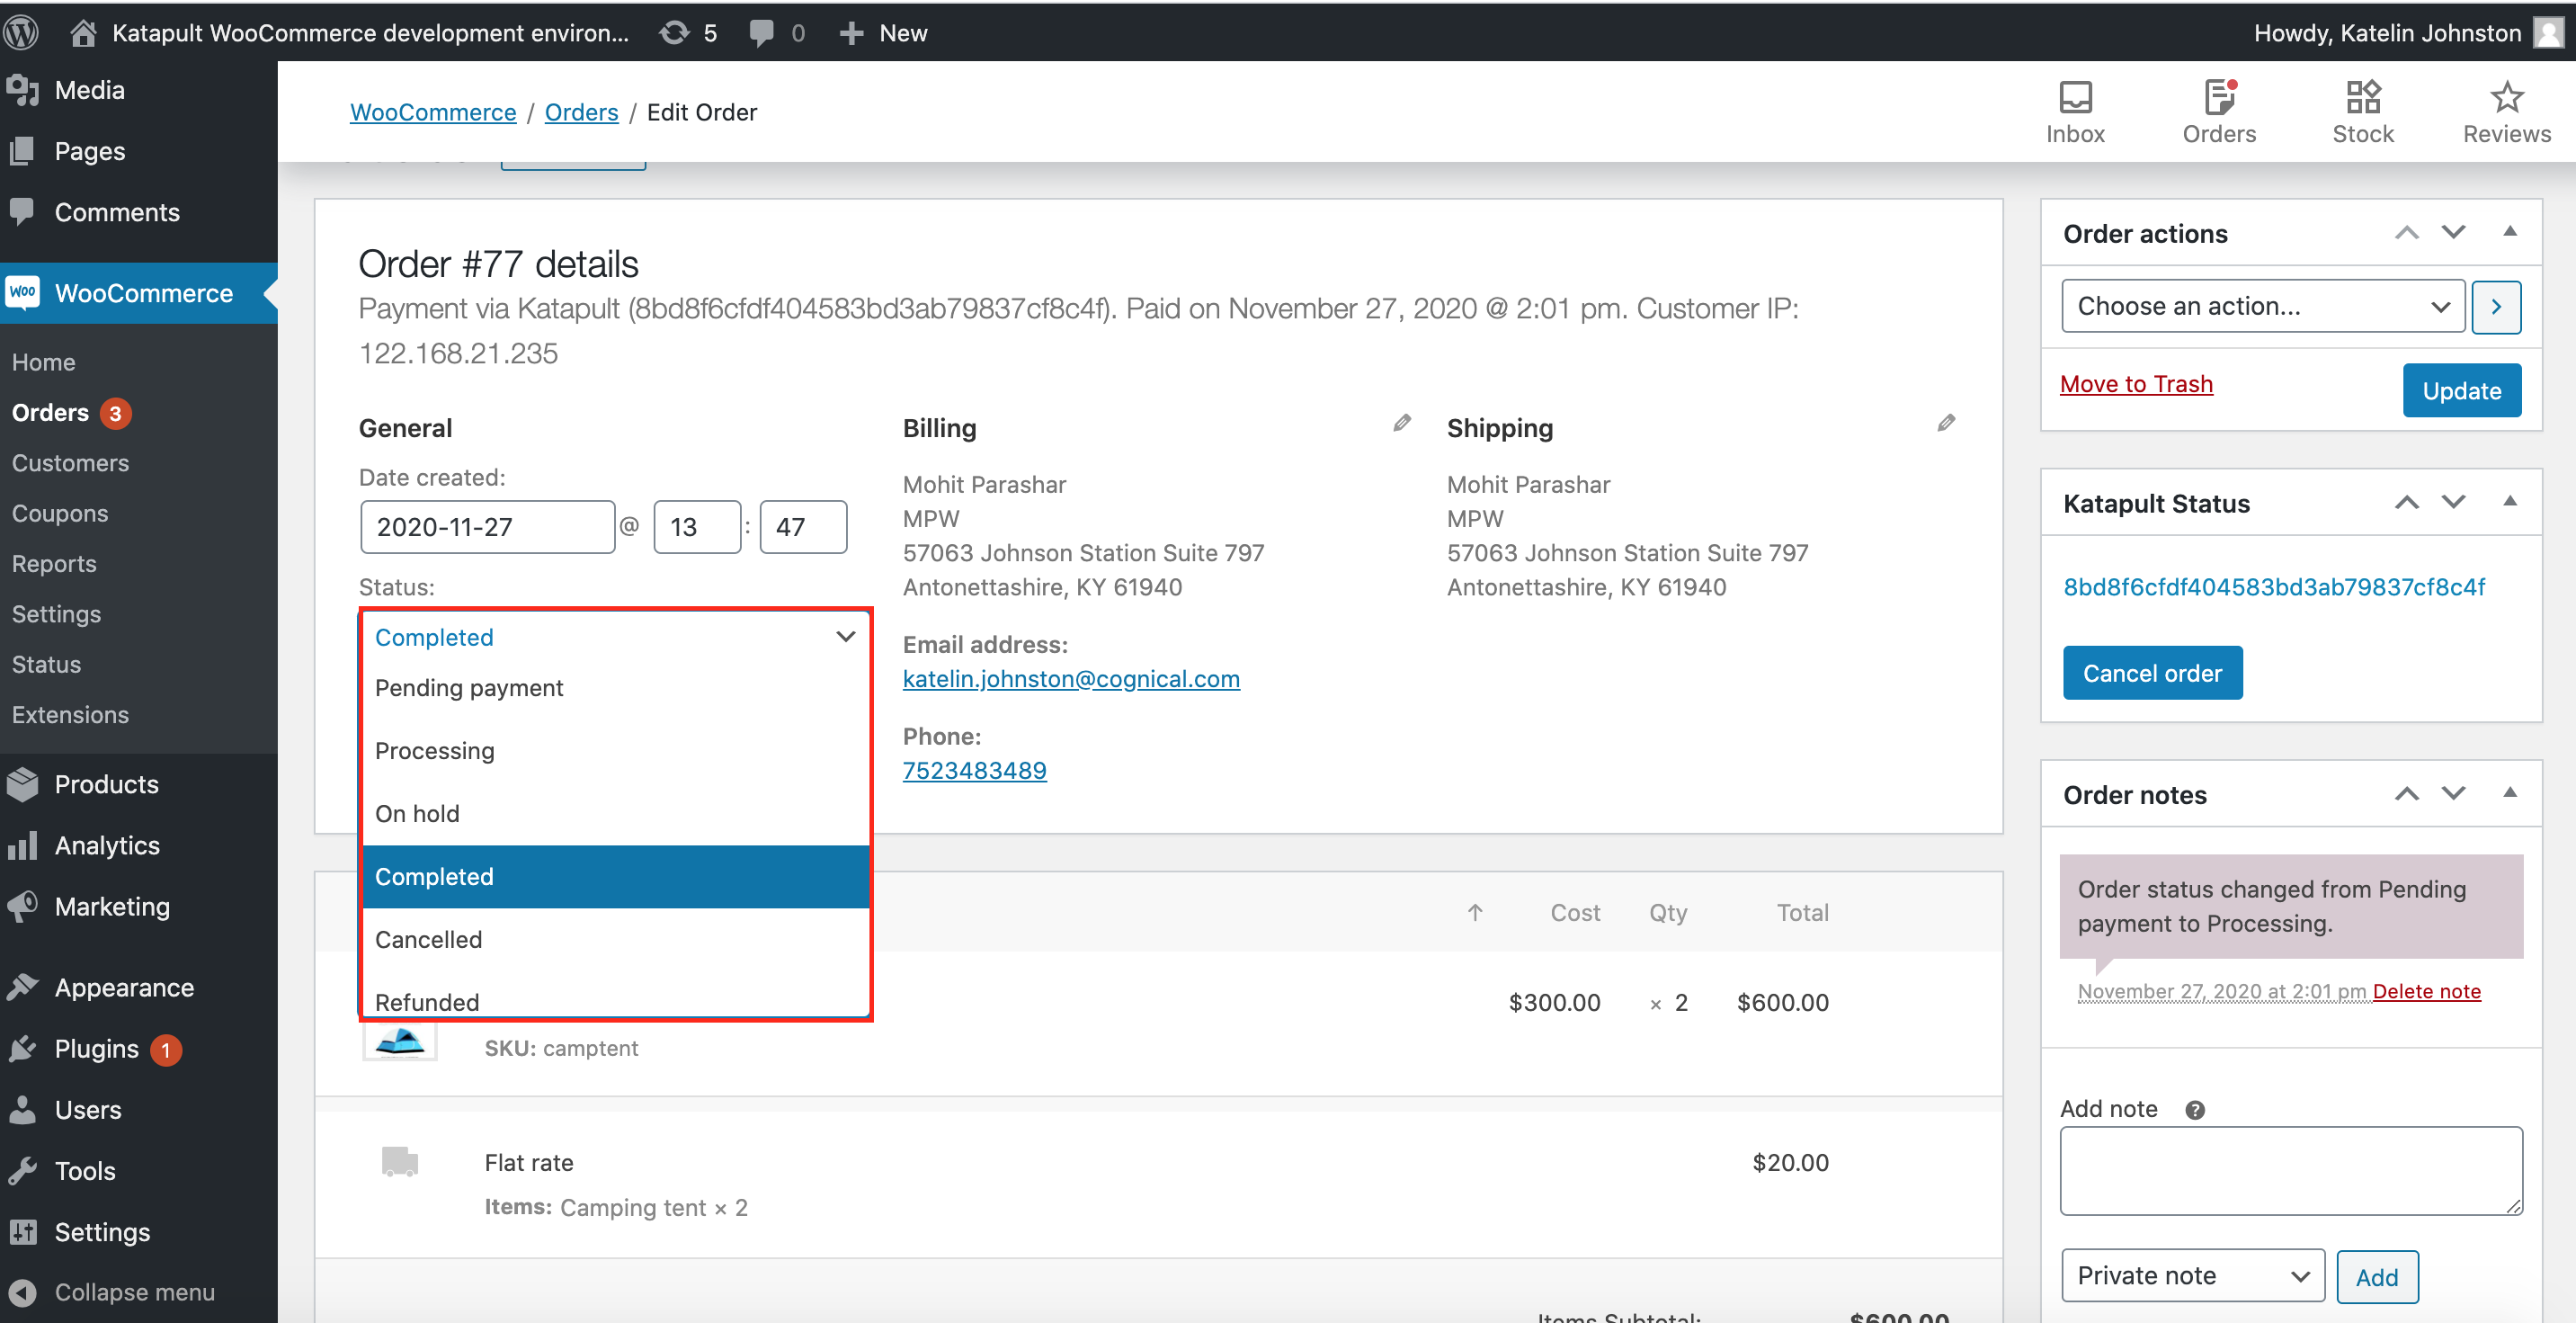 Katapult WooCommerce development environ... 5 0 New
Howdy, Katelin Johnston
Media
Pages
Comments
Woo WooCommerce
Home
Orders 3
Customers
Coupons
Reports
Settings
Status
Extensions
Products
Analytics
Marketing
Appearance
Plugins 1
Users
Tools
Settings
Collapse menu
WooCommerce / Orders / Edit Order
Inbox
Orders
Stock
Reviews
Order #77 details
Payment via Katapult (8bd8f6cfdf404583bd3ab79837cf8c4f). Paid on November 27, 2020 @ 2:01 pm. Customer IP:
122.168.21.235
General
Date created:
2020-11-27 @ 13 : 47
Status:
Completed
Pending payment
Processing
On hold
Completed
Cancelled
Refunded
Billing
Mohit Parashar
MPW
57063 Johnson Station Suite 797
Antonettashire, KY 61940
Email address:
katelin.johnston@cognical.com
Phone:
7523483489
Shipping
Mohit Parashar
MPW
57063 Johnson Station Suite 797
Antonettashire, KY 61940
Cost Qty Total
$300.00 × 2 $600.00
SKU: camptent
Flat rate $20.00
Items: Camping tent × 2
Items Subtotal: $600.00
Order actions
Choose an action...
Move to Trash
Update
Katapult Status
8bd8f6cfdf404583bd3ab79837cf8c4f
Cancel order
Order notes
Order status changed from Pending
payment to Processing.
November 27, 2020 at 2:01 pm Delete note
Add note ?
Private note
Add